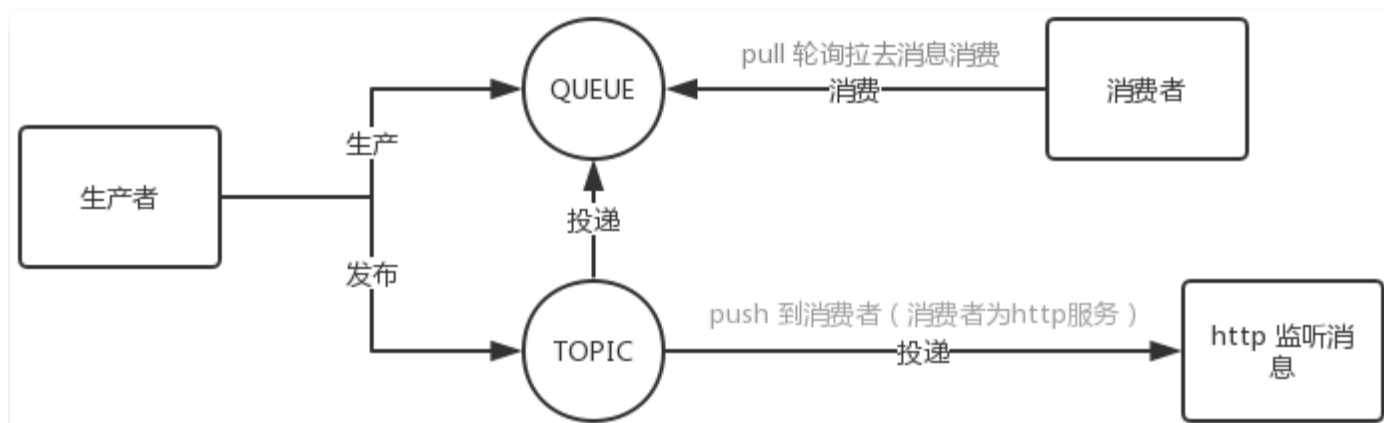 pull 轮询拉去消息消费
QUEUE
消费
消费者
生产
生产者
投递
发布
push 到消费者（消费者为http服务）
TOPIC
投递
http 监听消
息